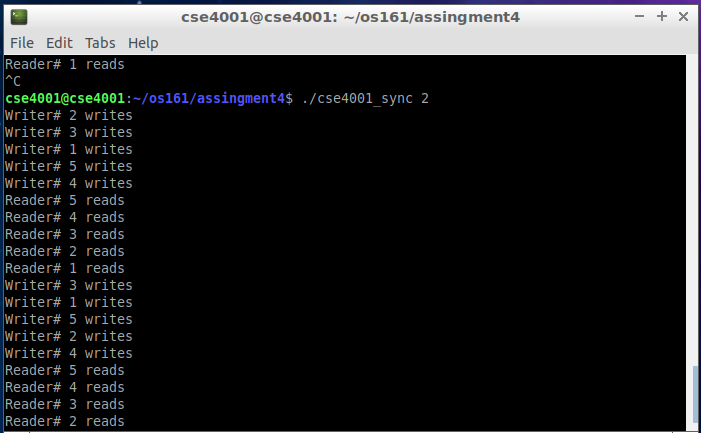 cse4001@cse4001: ~/os161/assingment4
File Edit Tabs Help
Reader# 1 reads
^C
cse4001@cse4001:~/os161/assingment4$ ./cse4001_sync 2
Writer# 2 writes
Writer# 3 writes
Writer# 1 writes
Writer# 5 writes
Writer# 4 writes
Reader# 5 reads
Reader# 4 reads
Reader# 3 reads
Reader# 2 reads
Reader# 1 reads
Writer# 3 writes
Writer# 1 writes
Writer# 5 writes
Writer# 2 writes
Writer# 4 writes
Reader# 5 reads
Reader# 4 reads
Reader# 3 reads
Reader# 2 reads